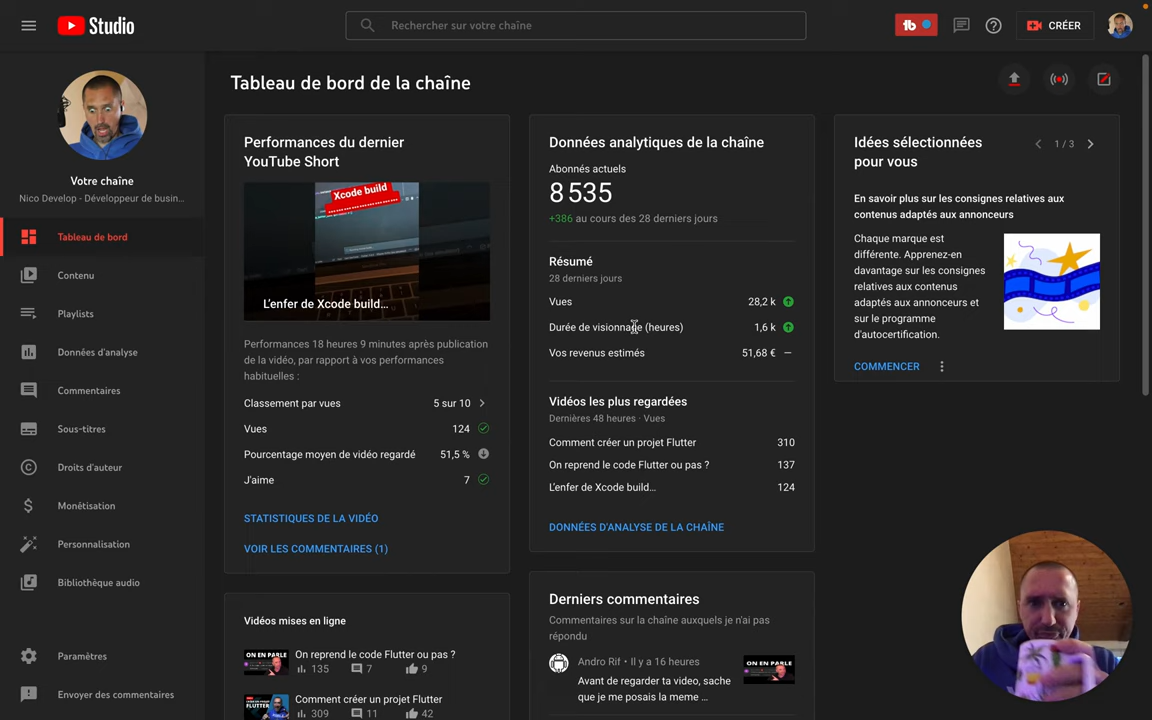 Studio
Rechercher sur votre chaîne
CRÉER
Votre chaîne
Nico Develop - Développeur de busin...
Tableau de bord
Contenu
Playlists
Données d'analyse
Commentaires
Sous-titres
Droits d'auteur
Monétisation
Personnalisation
Bibliothèque audio
Paramètres
Envoyer des commentaires
Tableau de bord de la chaîne
Performances du dernier
YouTube Short
Xcode build
L'enfer de Xcode build...
Performances 18 heures 9 minutes après publication
de la vidéo, par rapport à vos performances
habituelles :
Classement par vues 5 sur 10
Vues 124
Pourcentage moyen de vidéo regardé 51,5 %
J'aime 7
STATISTIQUES DE LA VIDÉO
VOIR LES COMMENTAIRES (1)
Vidéos mises en ligne
ON EN PARLE
On reprend le code Flutter ou pas ?
135 7 9
Comment créer un projet Flutter
309 11 42
Données analytiques de la chaîne
Abonnés actuels
8 535
+386 au cours des 28 derniers jours
Résumé
28 derniers jours
Vues 28,2 k
Durée de visionnage (heures) 1,6 k
Vos revenus estimés 51,68 € —
Vidéos les plus regardées
Dernières 48 heures · Vues
Comment créer un projet Flutter 310
On reprend le code Flutter ou pas ? 137
L'enfer de Xcode build... 124
DONNÉES D'ANALYSE DE LA CHAÎNE
Derniers commentaires
Commentaires sur la chaîne auxquels je n'ai pas
répondu
Andro Rif • Il y a 16 heures
Avant de regarder ta video, sache
que je me posais la meme ...
ON EN PARLE
Idées sélectionnées
pour vous
1 / 3
En savoir plus sur les consignes relatives aux
contenus adaptés aux annonceurs
Chaque marque est
différente. Apprenez-en
davantage sur les consignes
relatives aux contenus
adaptés aux annonceurs et
sur le programme
d'autocertification.
COMMENCER